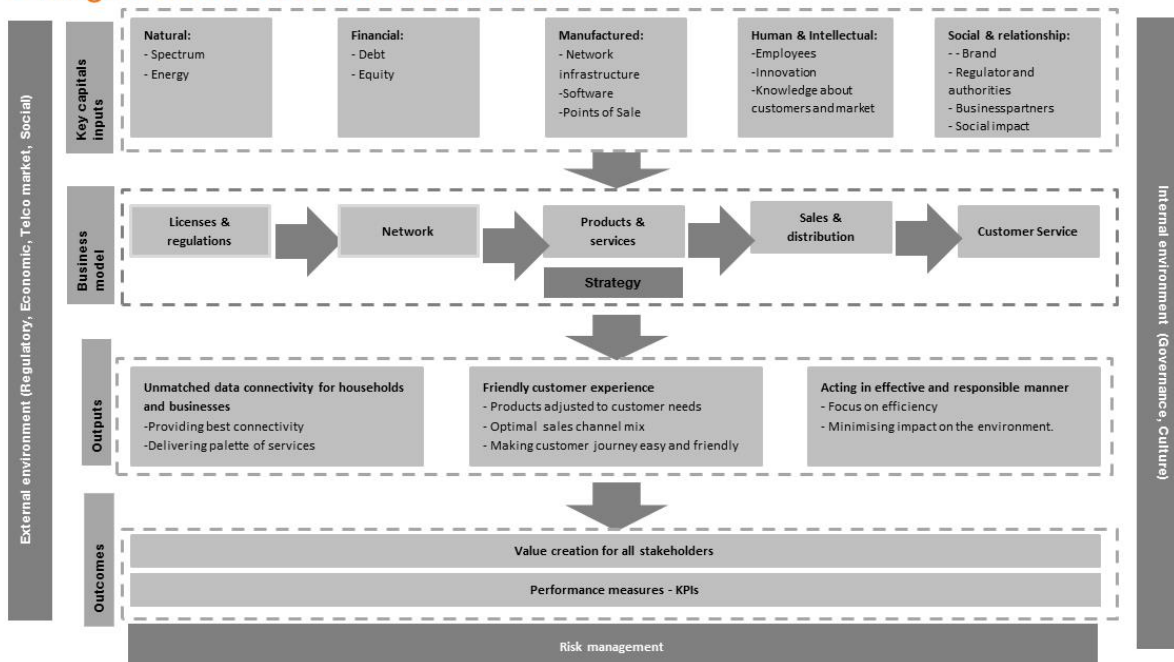 External environment (Regulatory, Economic, Telco market, Social)
Key capitals
inputs
Natural:
- Spectrum
- Energy
Financial:
- Debt
- Equity
Manufactured:
- Network
infrastructure
-Software
-Points of Sale
Human & Intellectual:
-Employees
-Innovation
-Knowledge about
customers and market
Social & relationship:
- - Brand
- Regulator and
authorities
- Businesspartners
- Social impact
Business
model
Licenses &
regulations
Network
Products &
services
Sales &
distribution
Customer Service
Strategy
Outputs
Unmatched data connectivity for households
and businesses
-Providing best connectivity
-Delivering palette of services
Friendly customer experience
- Products adjusted to customer needs
- Optimal sales channel mix
- Making customer journey easy and friendly
Acting in effective and responsible manner
- Focus on efficiency
- Minimising impact on the environment.
Outcomes
Value creation for all stakeholders
Performance measures - KPIs
Risk management
Internal environment (Governance, Culture)